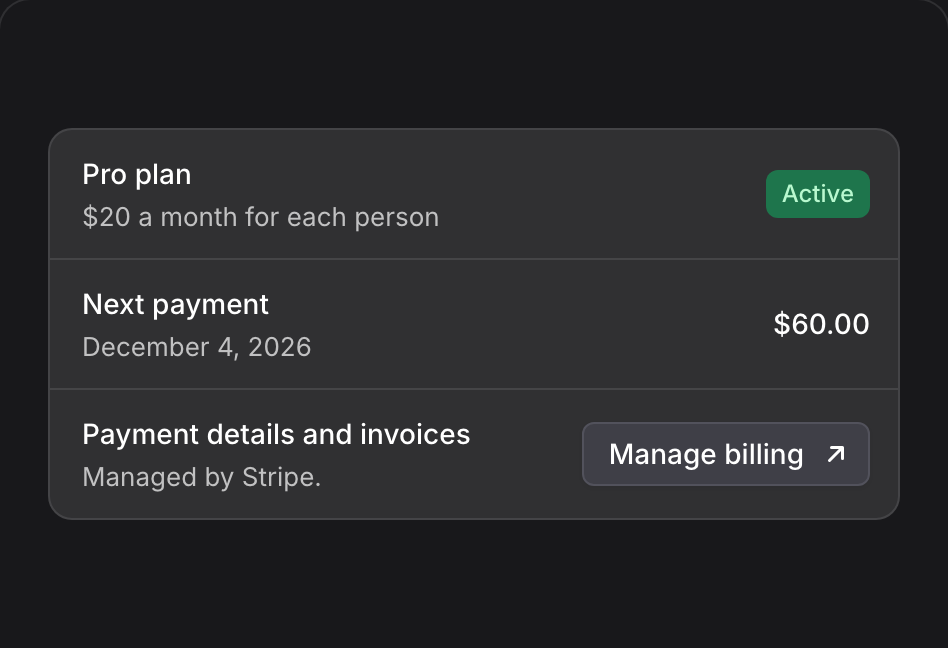 Pro plan
$20 a month for each person
Active
Next payment
December 4, 2026
$60.00
Payment details and invoices
Managed by Stripe.
Manage billing